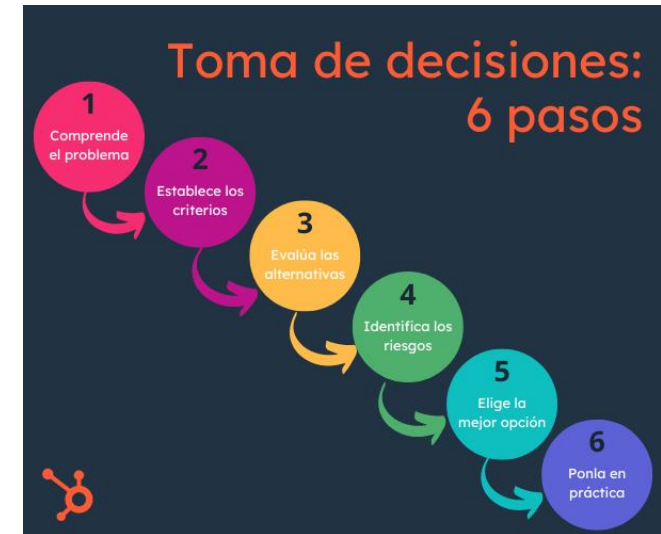 Toma de decisiones:
6 pasos
1
Comprende
el problema
2
Establece los
criterios
3
Evalúa las
alternativas
4
Identifica los
riesgos
5
Elige la
mejor opción
6
Ponla en
práctica